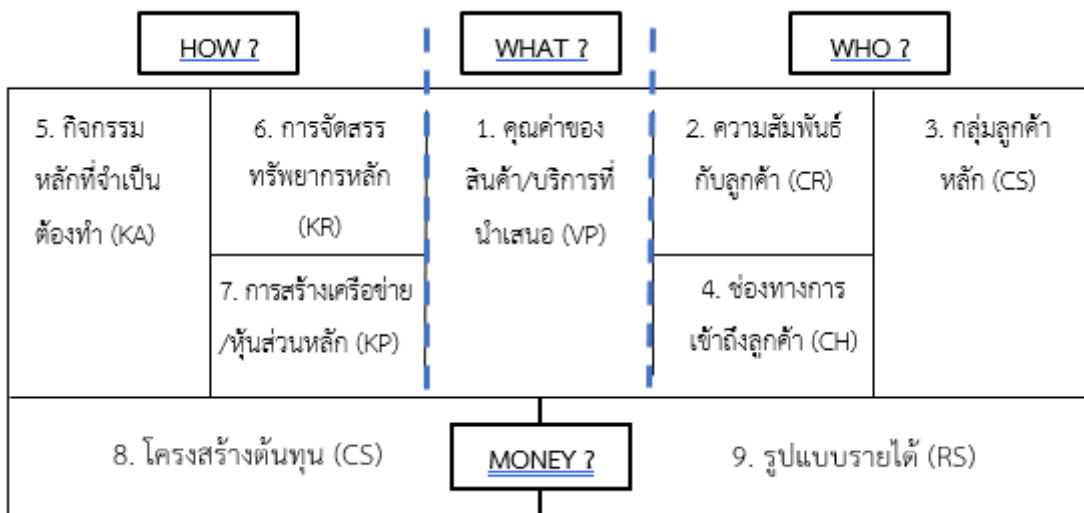 HOW ?
WHAT ?
WHO ?
5. กิจกรรม
หลักที่จำเป็น
ต้องทำ (KA)
6. การจัดสรร
ทรัพยากรหลัก
(KR)
7. การสร้างเครือข่าย
/หุ้นส่วนหลัก (KP)
1. คุณค่าของ
สินค้า/บริการที่
นำเสนอ (VP)
2. ความสัมพันธ์
กับลูกค้า (CR)
4. ช่องทางการ
เข้าถึงลูกค้า (CH)
3. กลุ่มลูกค้า
หลัก (CS)
8. โครงสร้างต้นทุน (CS)
MONEY ?
9. รูปแบบรายได้ (RS)